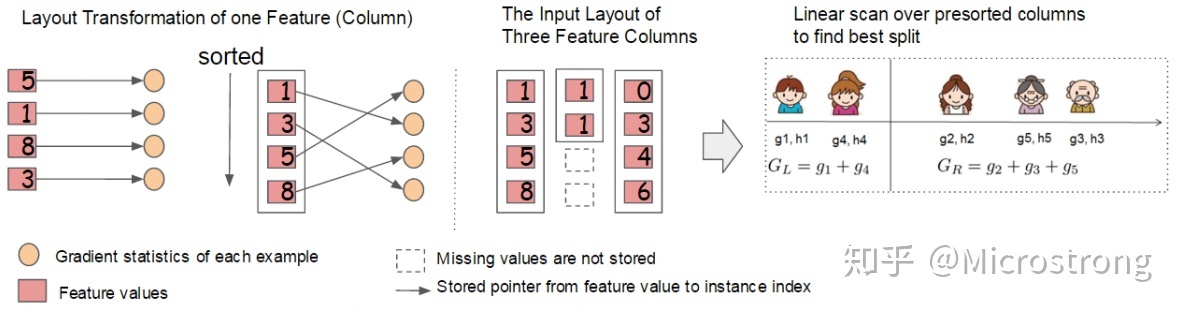 Layout Transformation of one Feature (Column)
sorted
5
1
8
3
1
3
5
8
Gradient statistics of each example
Feature values
The Input Layout of
Three Feature Columns
1 1 0
3 1 3
5 4
8 6
Missing values are not stored
Stored pointer from feature value to instance index
Linear scan over presorted columns
to find best split
g1, h1 g4, h4 g2, h2 g5, h5 g3, h3
G_L = g_1 + g_4 G_R = g_2 + g_3 + g_5
知乎 @Microstrong